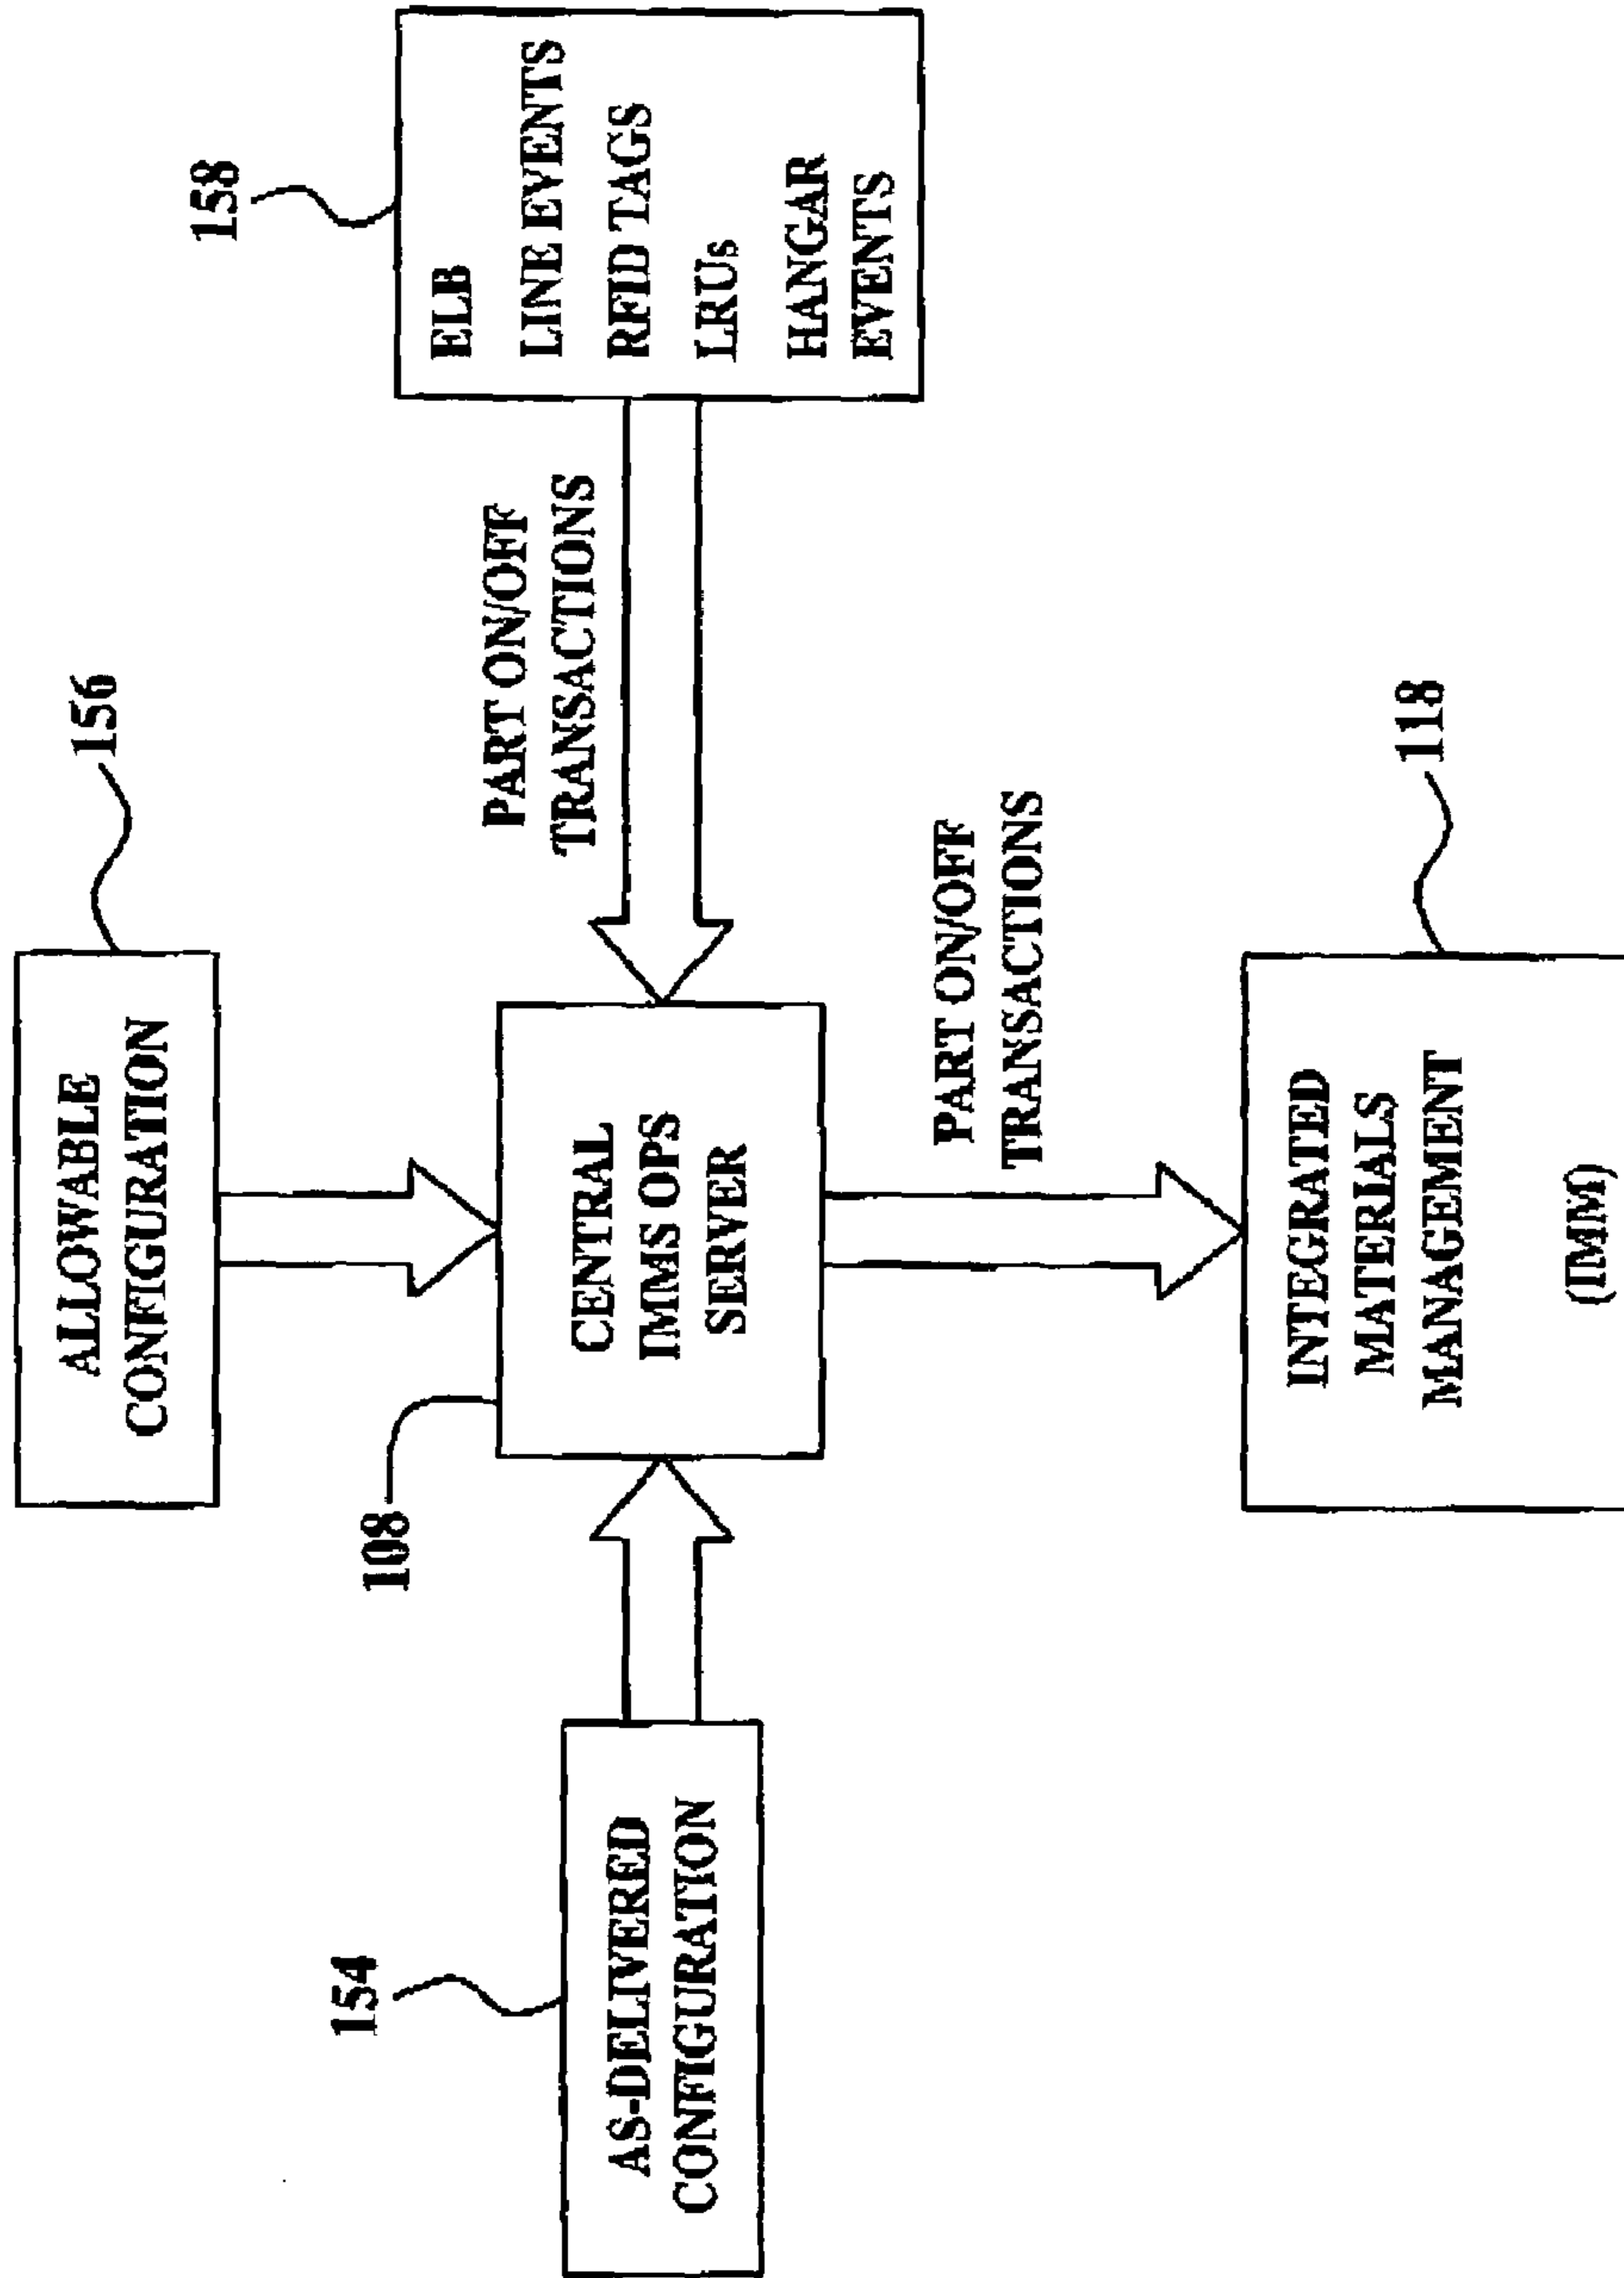 156
ALLOWABLE
CONFIGURATION
158
ELB
LINE EVENTS
RFID TAGS
LRUs
HANGAR
EVENTS
154
AS-DELIVERED
CONFIGURATION
108
CENTRAL
IMMS OPS
SERVER
PART ON/OFF
TRANSACTIONS
PART ON/OFF
TRANSACTIONS
118
INTEGRATED
MATERIALS
MANAGEMENT
(IMM)